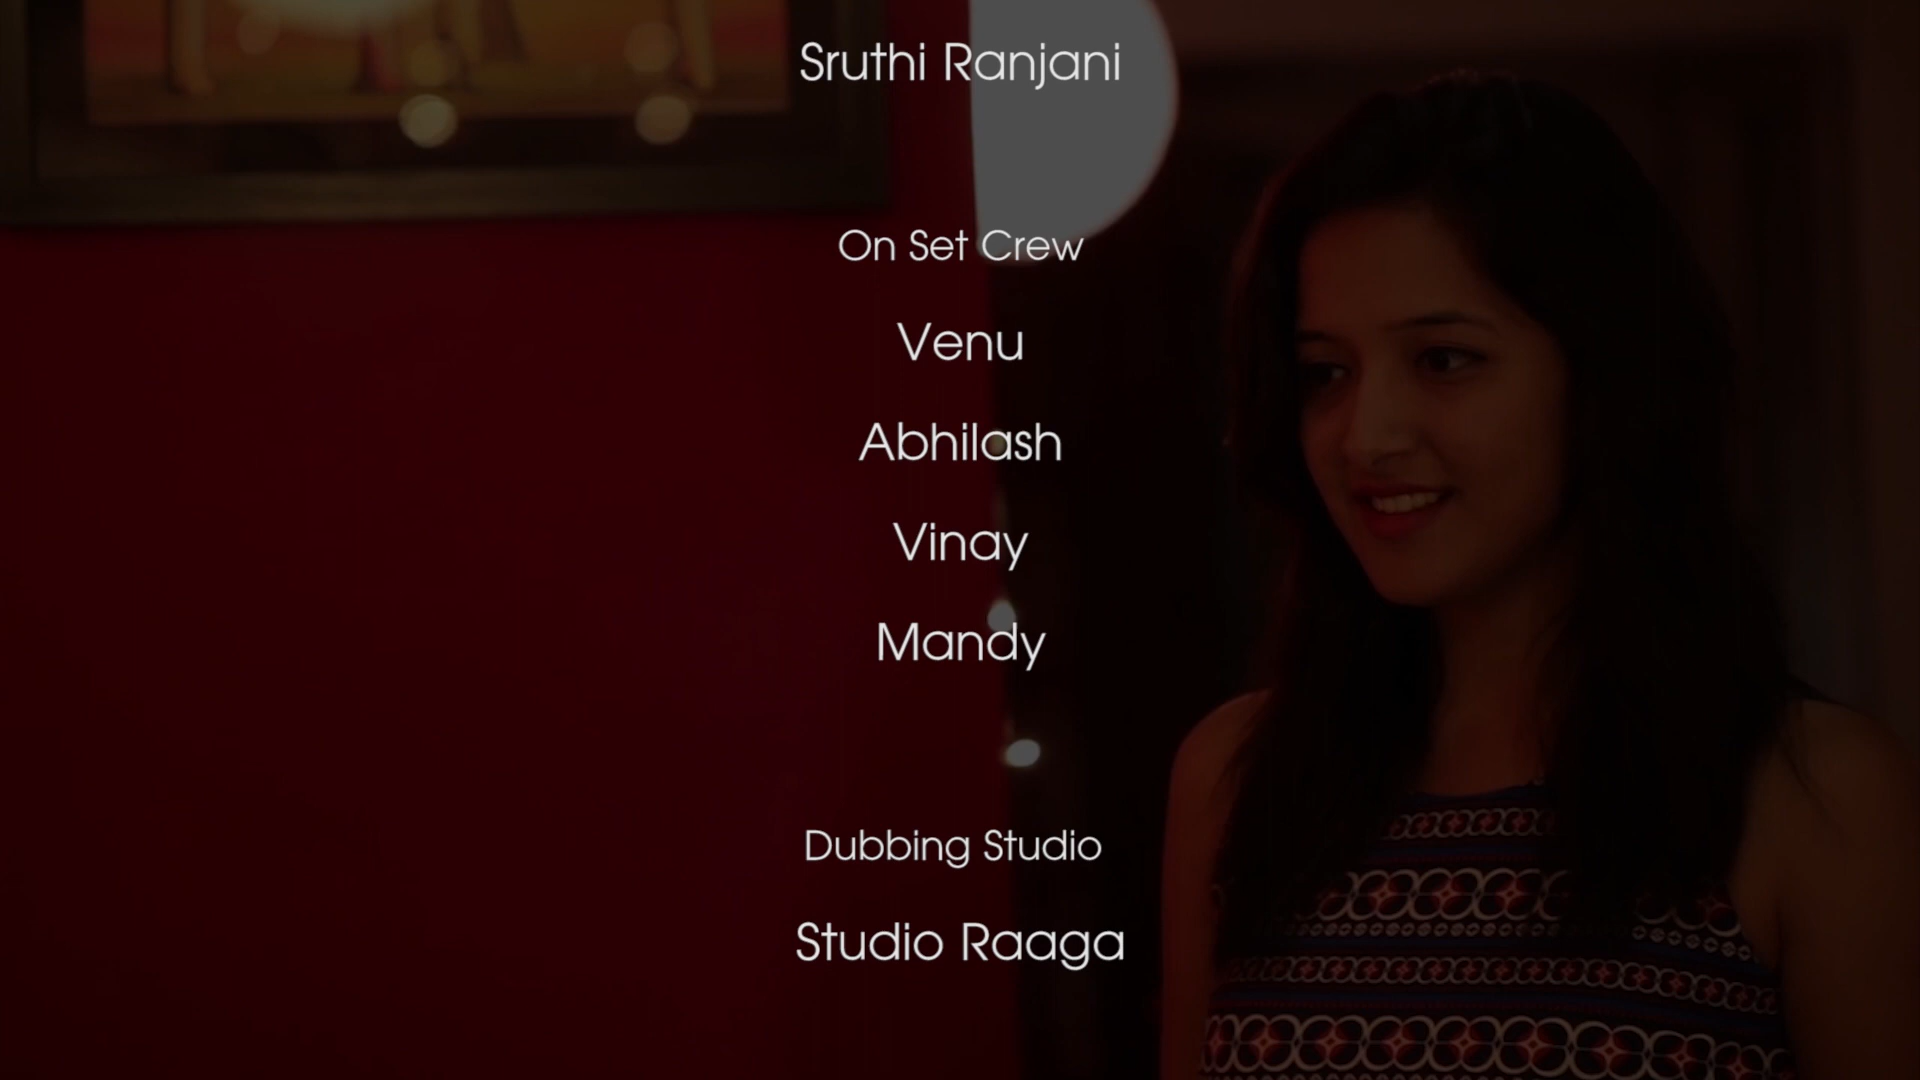 Sruthi Ranjani
On Set Crew
Venu
Abhilash
Vinay
Mandy
Dubbing Studio
Studio Raaga